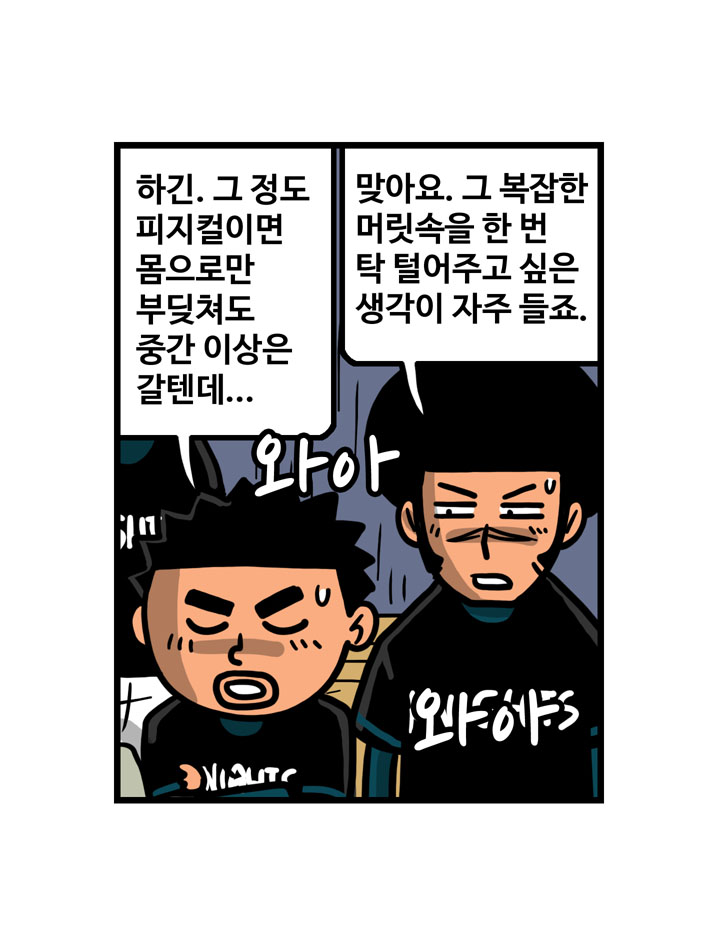 하긴. 그 정도
피지컬이면
몸으로만
부딪쳐도
중간 이상은
갈텐데...
맞아요. 그 복잡한
머릿속을 한 번
탁 털어주고 싶은
생각이 자주 들죠.
와아
와아